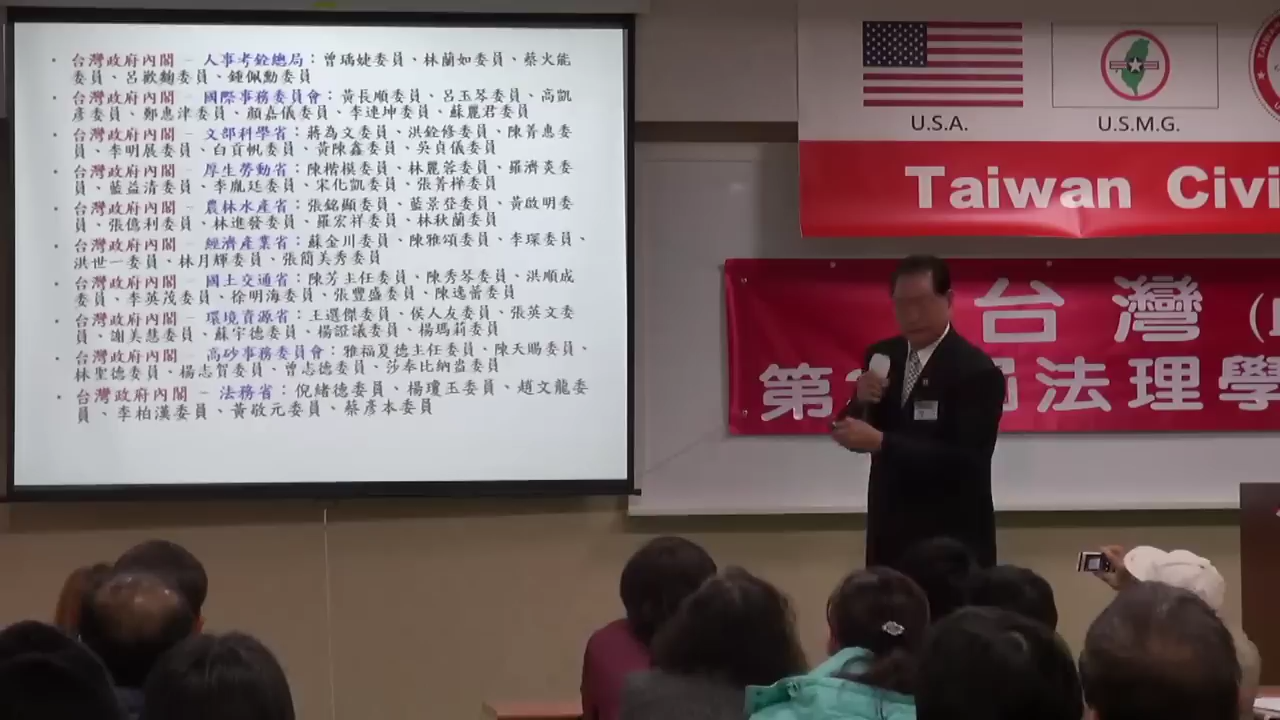 · 台灣政府內閣 – 人事考銓總局：曾瑀婕委員、林蘭如委員、蔡火能
委員、呂歡麴委員、鍾佩勳委員
· 台灣政府內閣 – 國際事務委員會：黃長順委員、呂玉琴委員、高凱
彥委員、鄭惠津委員、顏嘉儀委員、李連坤委員、蘇麗君委員
· 台灣政府內閣 – 文部科學省：蔣為文委員、洪銓修委員、陳菁惠委
員、李明展委員、白貢帆委員、黃陳鑫委員、吳貞儀委員
· 台灣政府內閣 – 厚生勞動省：陳楷模委員、林麗蓉委員、羅濟炎委
員、藍益清委員、李胤廷委員、宋化凱委員、張菁樺委員
· 台灣政府內閣 – 農林水產省：張銘顯委員、藍景登委員、黃啟明委
員、張億利委員、林進發委員、羅宏祥委員、林秋蘭委員
· 台灣政府內閣 – 經濟產業省：蘇金川委員、陳雅頌委員、李琛委員、
洪世一委員、林月輝委員、張簡美秀委員
· 台灣政府內閣 – 國土交通省：陳芳主任委員、陳秀琴委員、洪順成
委員、李英茂委員、徐明海委員、張豐盛委員、陳逸蕾委員
· 台灣政府內閣 – 環境資源省：王選傑委員、侯人友委員、張英文委
員、謝美慧委員、蘇宇德委員、楊證議委員、楊瑪莉委員
· 台灣政府內閣 – 高砂事務委員會：雅福夏德主任委員、陳天賜委員、
林聖德委員、楊志賀委員、曾志德委員、莎奉比納峇委員
· 台灣政府內閣 – 法務省：倪緒德委員、楊瓊玉委員、趙文龍委
員、李柏漢委員、黃敬元委員、蔡彥本委員
U.S.A.
U.S.M.G.
Taiwan Civi
台灣
第 法理學